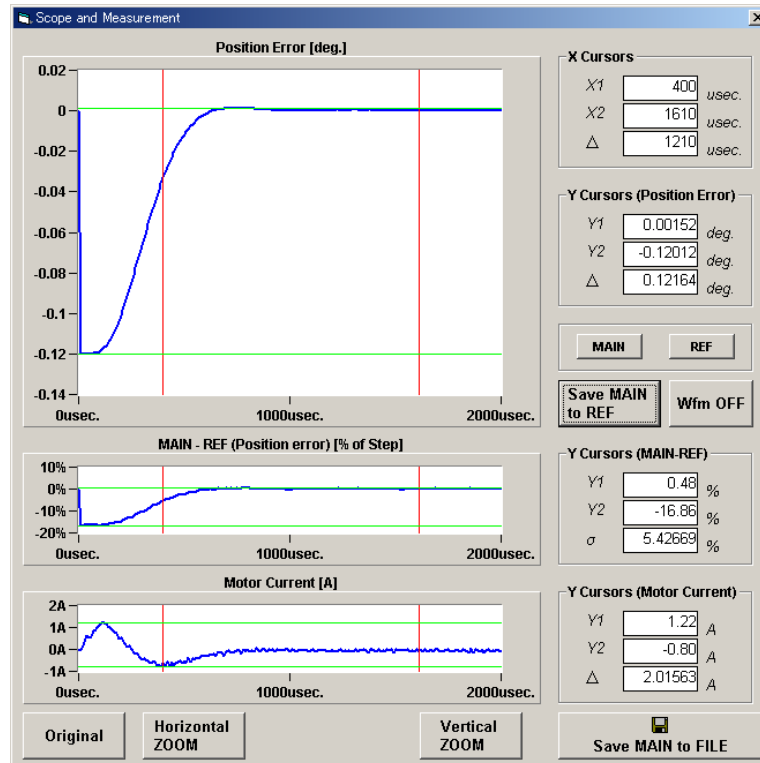 Scope and Measurement
Position Error [deg.]
0.02
0
-0.02
-0.04
-0.06
-0.08
-0.1
-0.12
-0.14
0usec.
1000usec.
2000usec.
MAIN - REF (Position error) [% of Step]
10%
0%
-10%
-20%
0usec.
1000usec.
2000usec.
Motor Current [A]
2A
1A
0A
-1A
0usec.
1000usec.
2000usec.
Original
Horizontal
ZOOM
Vertical
ZOOM
X Cursors
X1 400 usec.
X2 1610 usec.
△ 1210 usec.
Y Cursors (Position Error)
Y1 0.00152 deg.
Y2 -0.12012 deg.
△ 0.12164 deg.
MAIN
REF
Save MAIN
to REF
Wfm OFF
Y Cursors (MAIN-REF)
Y1 0.48 %
Y2 -16.86 %
σ 5.42669 %
Y Cursors (Motor Current)
Y1 1.22 A
Y2 -0.80 A
△ 2.01563 A
Save MAIN to FILE